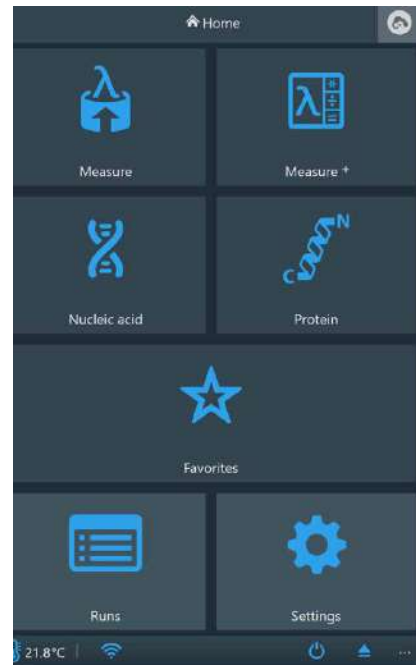 Home
λ
Measure
λ
Measure +
Nucleic acid
N
C
Protein
Favorites
Runs
Settings
21.8°C
...